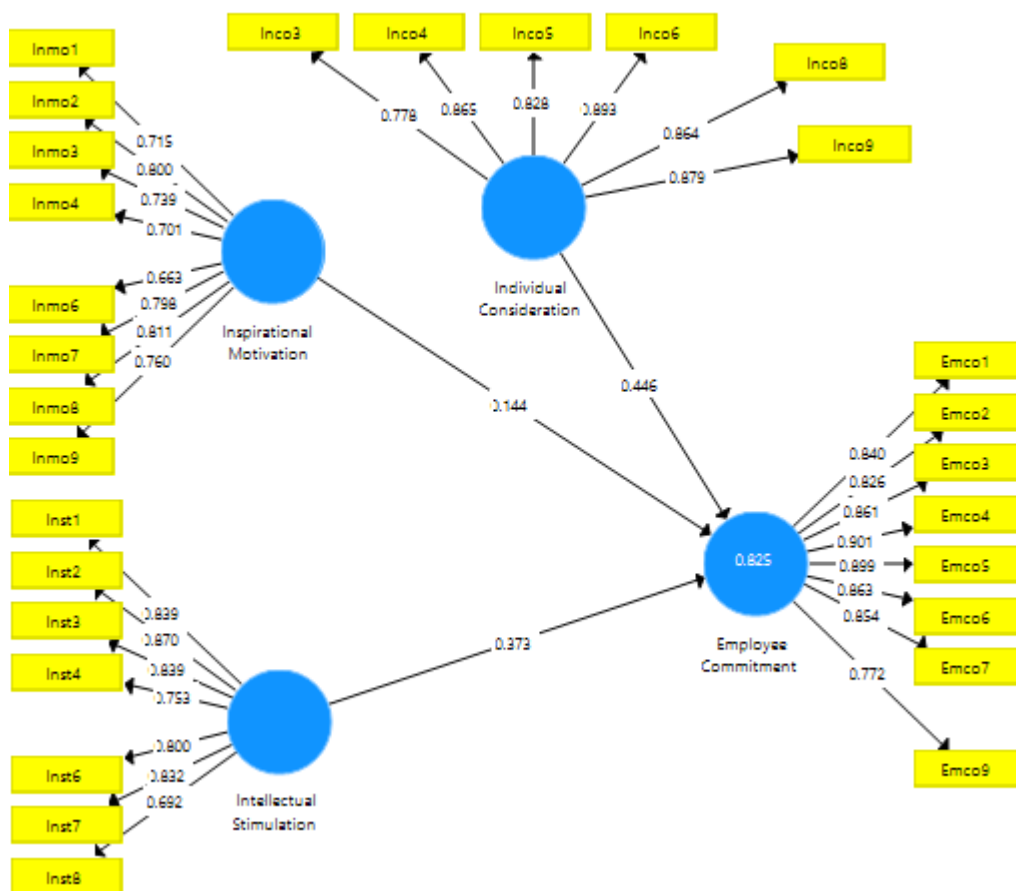 Inmo1
Inmo2
Inmo3
Inmo4
Inmo6
Inmo7
Inmo8
Inmo9
0.715
0.800
0.739
0.701
0.663
0.798
0.811
0.760
Inspirational
Motivation
Inco3
Inco4
Inco5
Inco6
Inco8
Inco9
0.778
0.865
0.828
0.893
0.864
0.879
Individual
Consideration
0.144
0.446
0.373
Inst1
Inst2
Inst3
Inst4
Inst6
Inst7
Inst8
0.839
0.870
0.839
0.753
0.800
0.832
0.692
Intellectual
Stimulation
0.825
Employee
Commitment
0.840
0.826
0.861
0.901
0.899
0.863
0.854
0.772
Emco1
Emco2
Emco3
Emco4
Emco5
Emco6
Emco7
Emco9